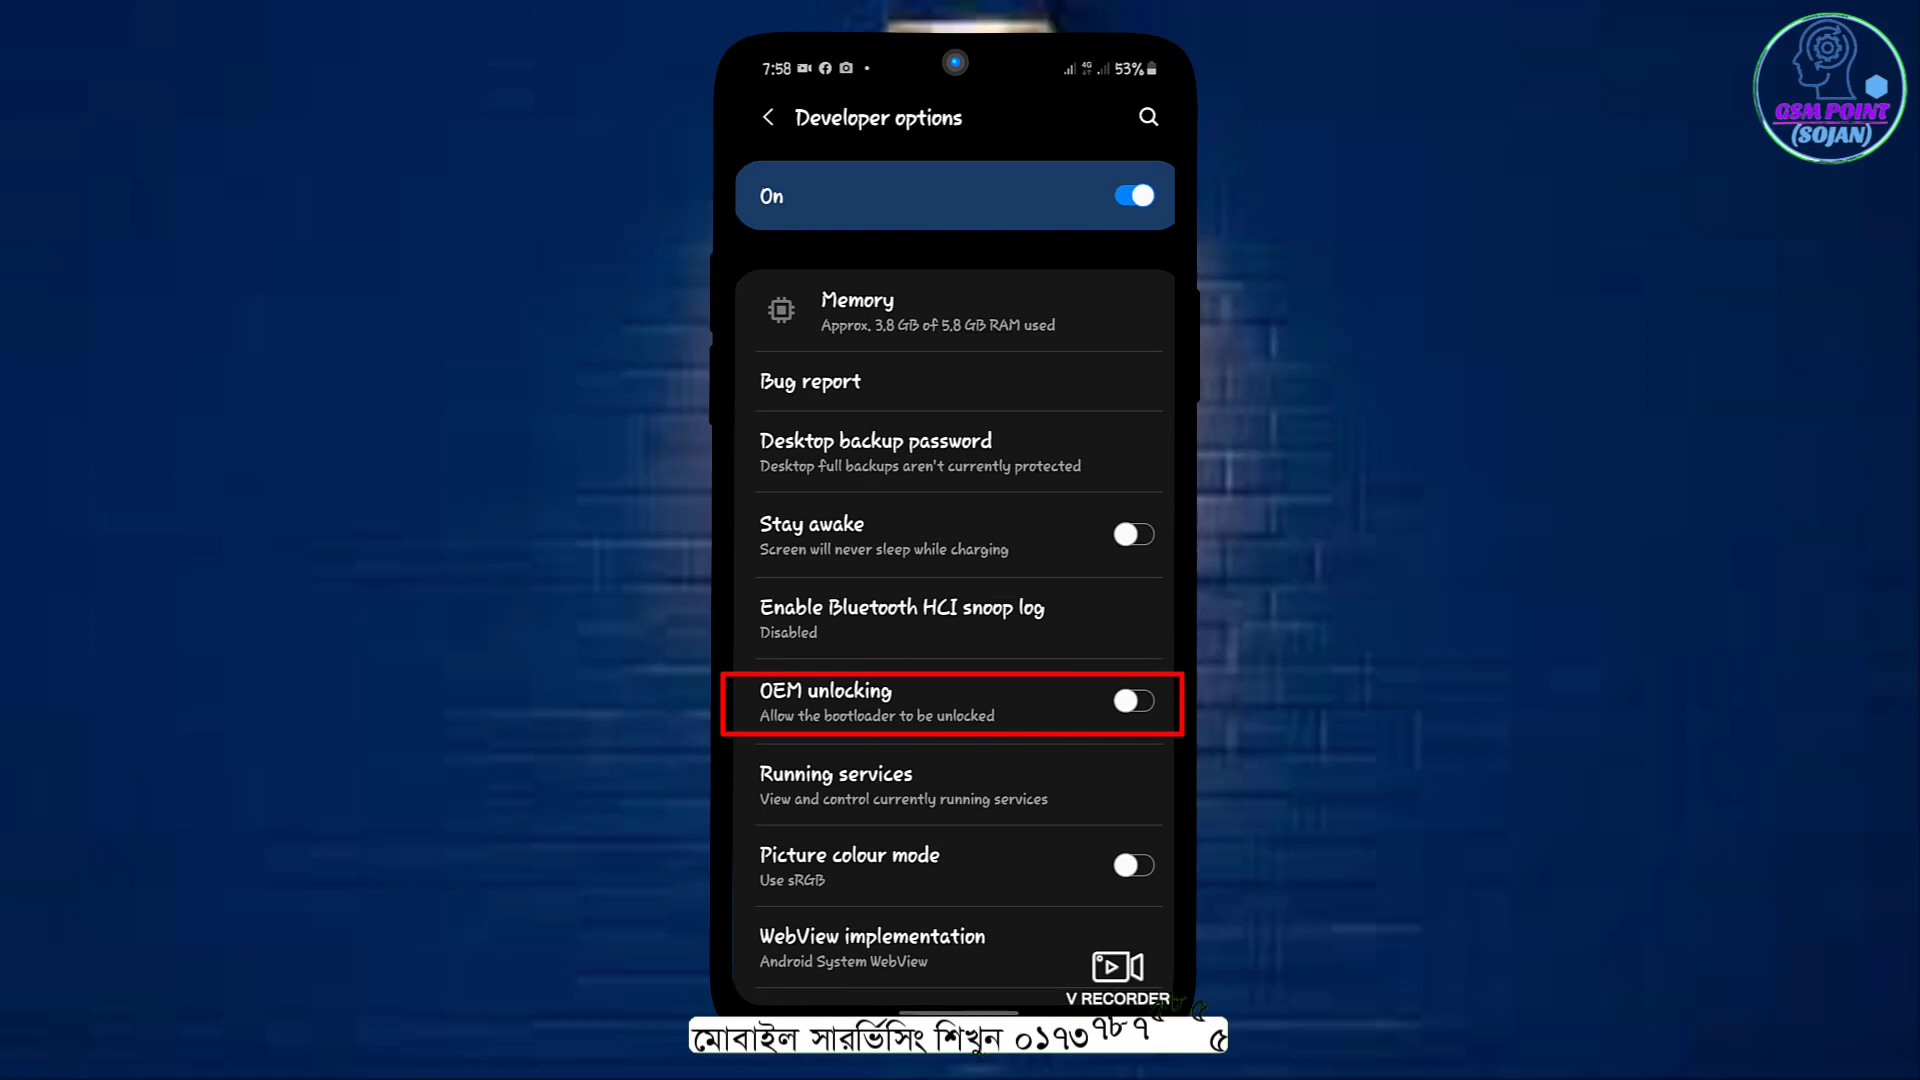 7:58
4G
53%
GSM POINT
(SOJAN)
Developer options
On
Memory
Approx. 3.8 GB of 5.8 GB RAM used
Bug report
Desktop backup password
Desktop full backups aren't currently protected
Stay awake
Screen will never sleep while charging
Enable Bluetooth HCI snoop log
Disabled
OEM unlocking
Allow the bootloader to be unlocked
Running services
View and control currently running services
Picture colour mode
Use sRGB
WebView implementation
Android System WebView
V RECORDER
মোবাইল সারর্ভিসিং শিখুন ০১৭৩৭৮৭